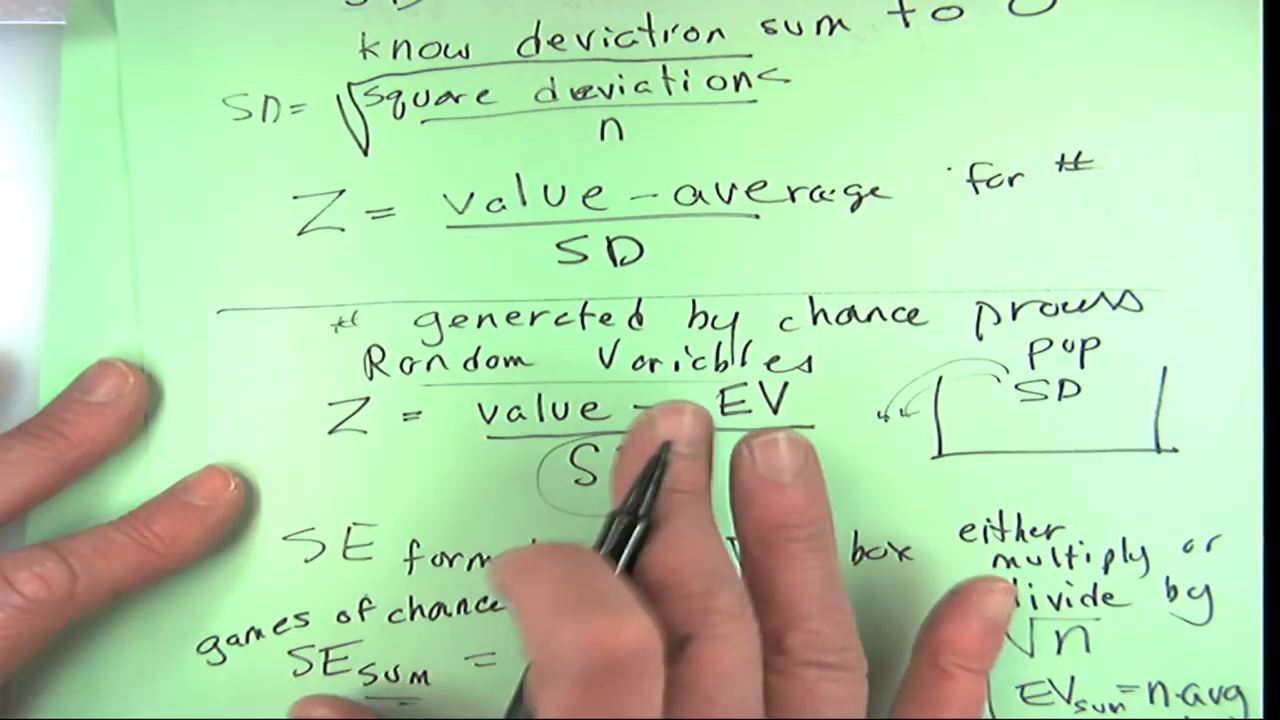 know deviation sum to 0
SD = √square deviations
n
Z = value - average for #
SD
# generated by chance process
Random Variables
pop
SD
Z = value - EV
S
SE form box either
multiply or
divide by
√n
games of chance
SE sum =
EV sum = n.avg